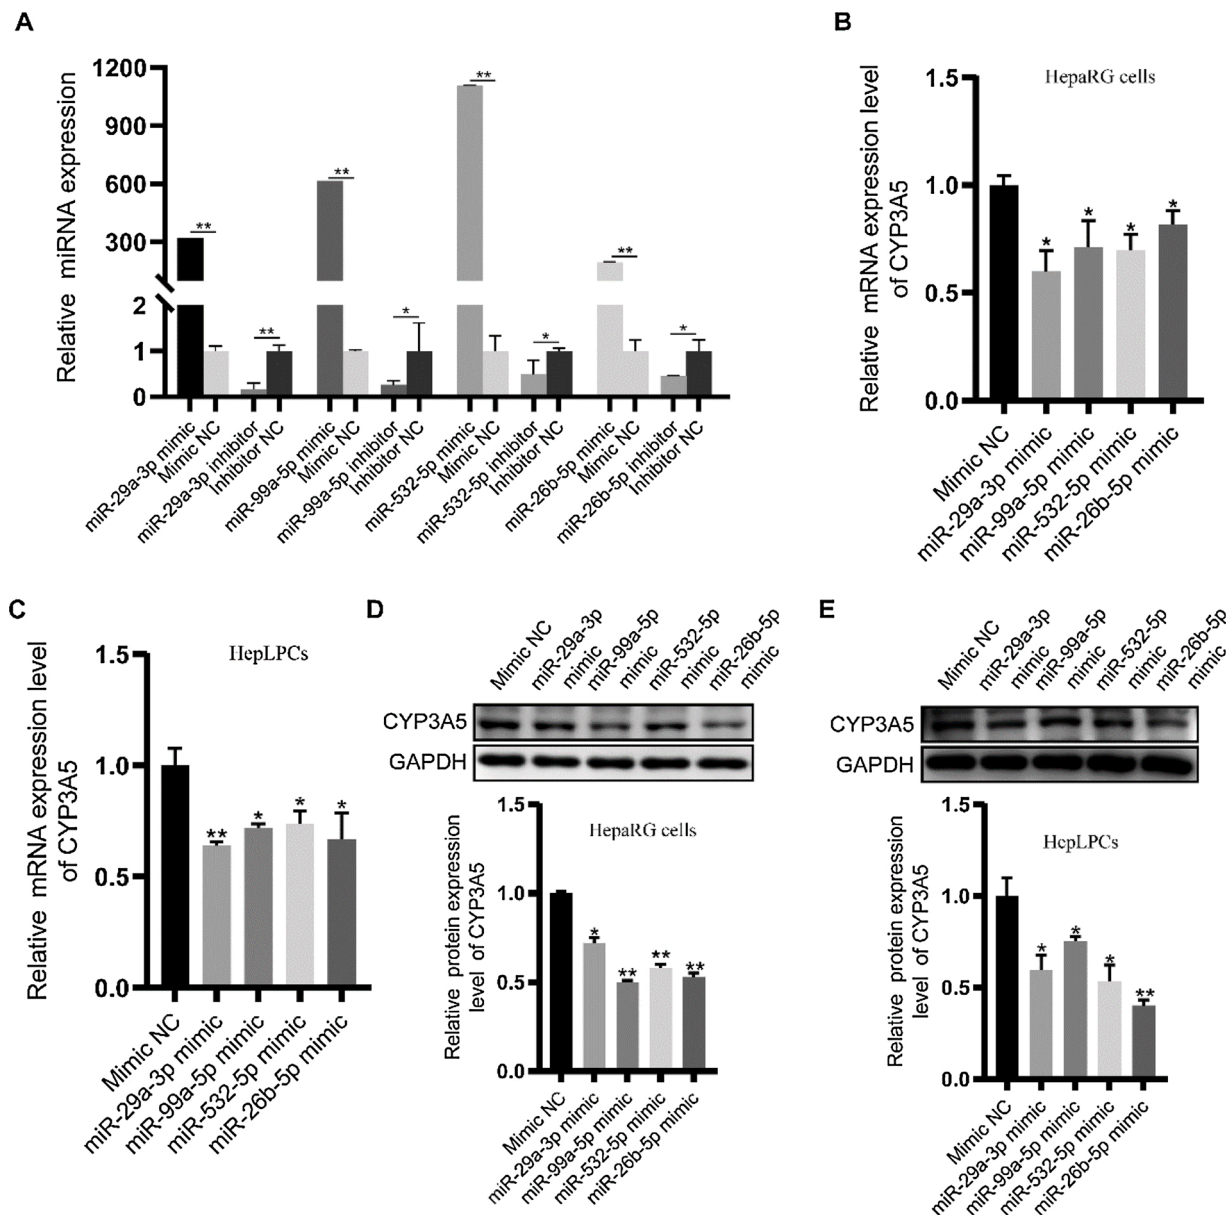 A
Relative miRNA expression
1200
900
600
300
2
1
0
**
**
**
*
**
*
**
*
miR-29a-3p mimic
Mimic NC
miR-29a-3p inhibitor
Inhibitor NC
miR-99a-5p mimic
Mimic NC
miR-99a-5p inhibitor
Inhibitor NC
miR-532-5p mimic
Mimic NC
miR-532-5p inhibitor
Inhibitor NC
miR-26b-5p mimic
Mimic NC
miR-26b-5p inhibitor
Inhibitor NC
B
Relative mRNA expression level
of CYP3A5
HepaRG cells
1.5
1.0
0.5
0.0
*
*
*
*
Mimic NC
miR-29a-3p mimic
miR-99a-5p mimic
miR-532-5p mimic
miR-26b-5p mimic
C
Relative mRNA expression level
of CYP3A5
HepLPCs
1.5
1.0
0.5
0.0
**
*
*
*
Mimic NC
miR-29a-3p mimic
miR-99a-5p mimic
miR-532-5p mimic
miR-26b-5p mimic
D
Mimic NC
miR-29a-3p
mimic
miR-99a-5p
mimic
miR-532-5p
mimic
miR-26b-5p
mimic
CYP3A5
GAPDH
Relative protein expression
level of CYP3A5
HepaRG cells
1.5
1.0
0.5
0.0
*
**
**
**
Mimic NC
miR-29a-3p mimic
miR-99a-5p mimic
miR-532-5p mimic
miR-26b-5p mimic
E
Mimic NC
miR-29a-3p
mimic
miR-99a-5p
mimic
miR-532-5p
mimic
miR-26b-5p
mimic
CYP3A5
GAPDH
Relative protein expression
level of CYP3A5
HepLPCs
1.5
1.0
0.5
0.0
*
*
*
**
Mimic NC
miR-29a-3p mimic
miR-99a-5p mimic
miR-532-5p mimic
miR-26b-5p mimic